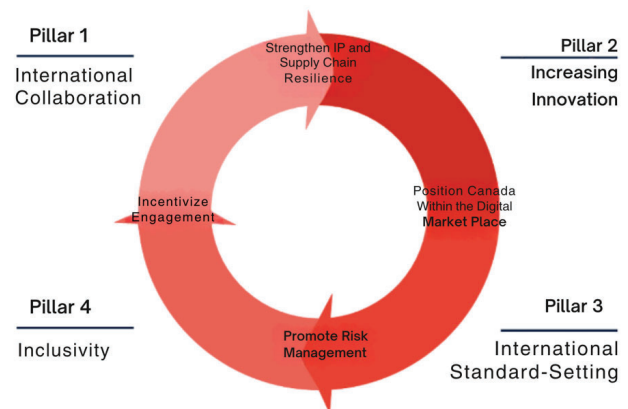 Pillar 1
International
Collaboration
Strengthen IP and
Supply Chain
Resilience
Pillar 2
Increasing
Innovation
Incentivize
Engagement
Position Canada
Within the Digital
Market Place
Pillar 4
Inclusivity
Promote Risk
Management
Pillar 3
International
Standard-Setting